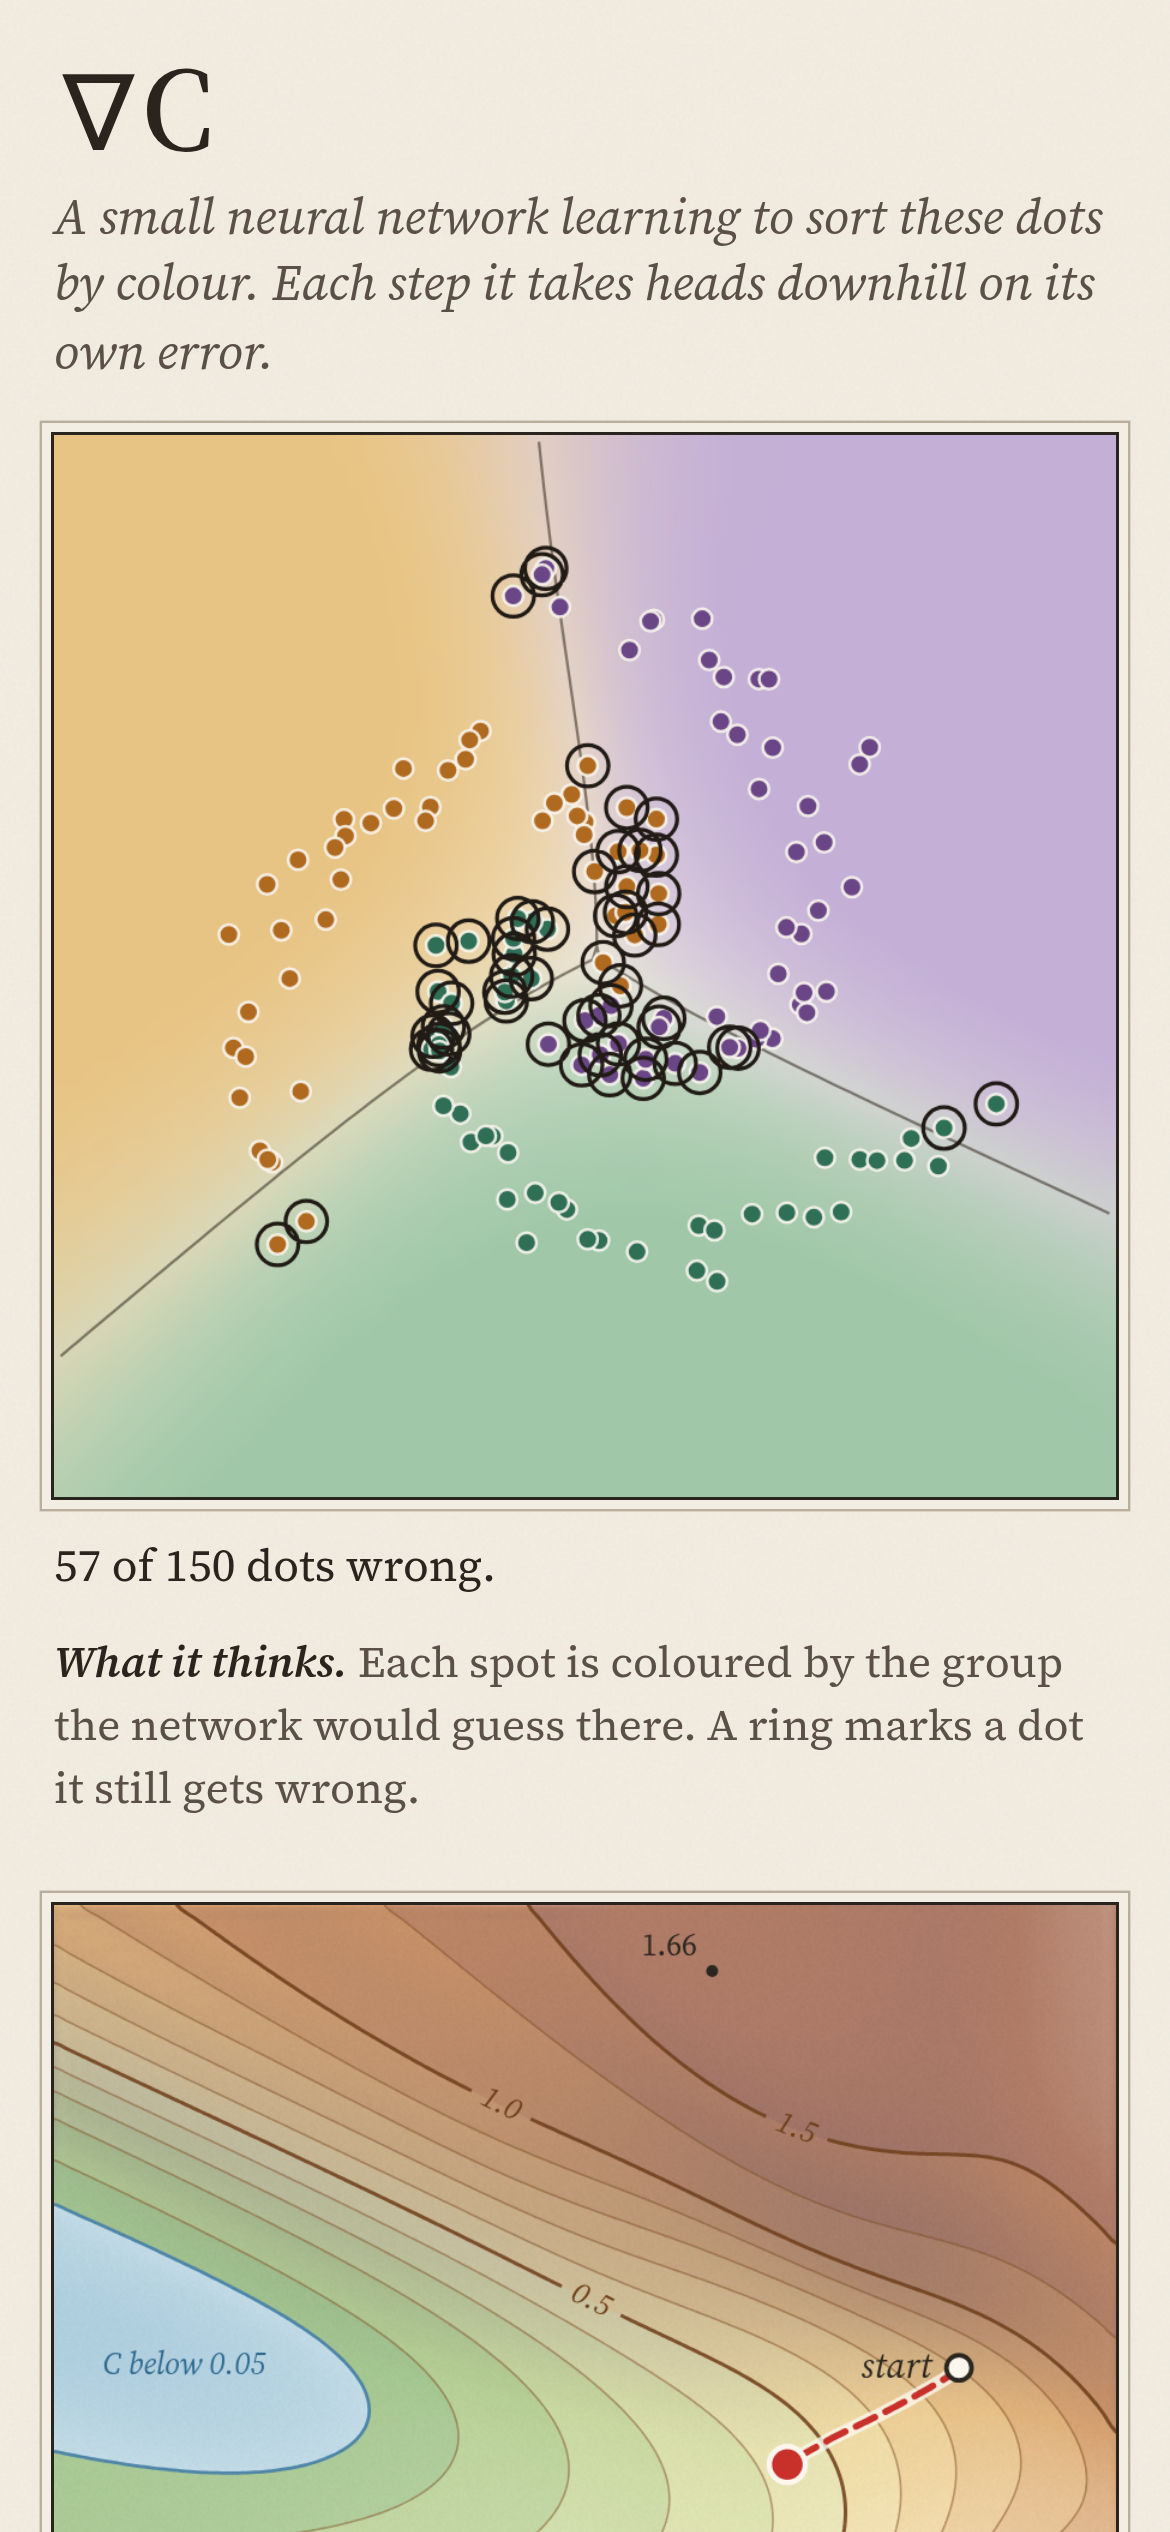 ∇C
A small neural network learning to sort these dots
by colour. Each step it takes heads downhill on its
own error.
57 of 150 dots wrong.
What it thinks. Each spot is coloured by the group
the network would guess there. A ring marks a dot
it still gets wrong.
1.66
1.0
1.5
0.5
C below 0.05
start